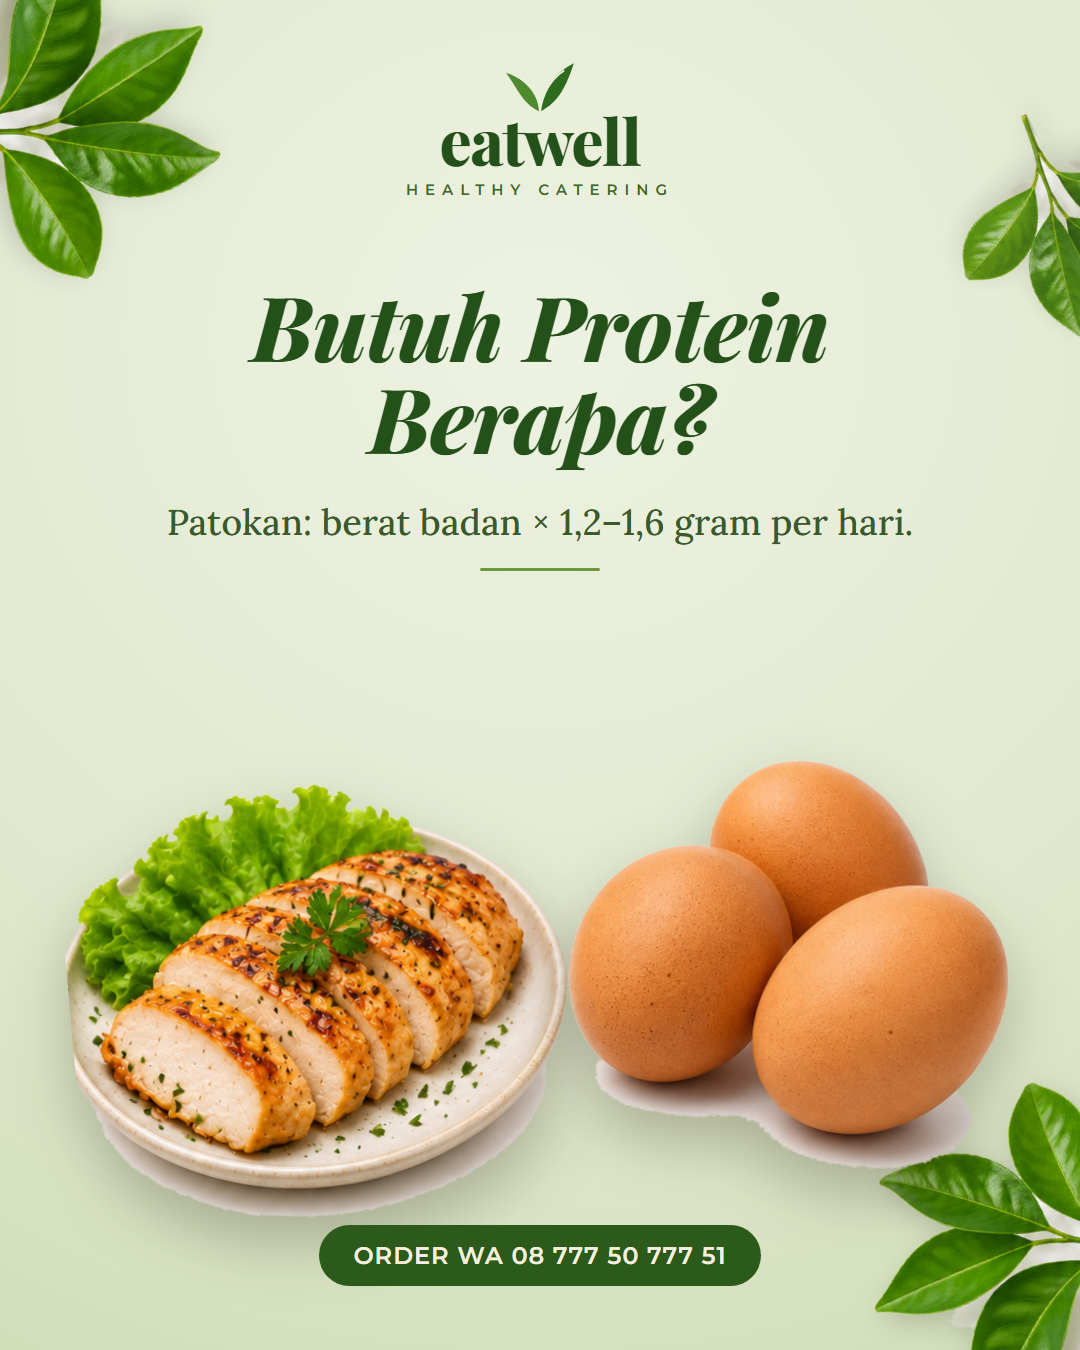 eatwell
HEALTHY CATERING
Butuh Protein
Berapa?
Patokan: berat badan × 1,2–1,6 gram per hari.
ORDER WA 08 777 50 777 51